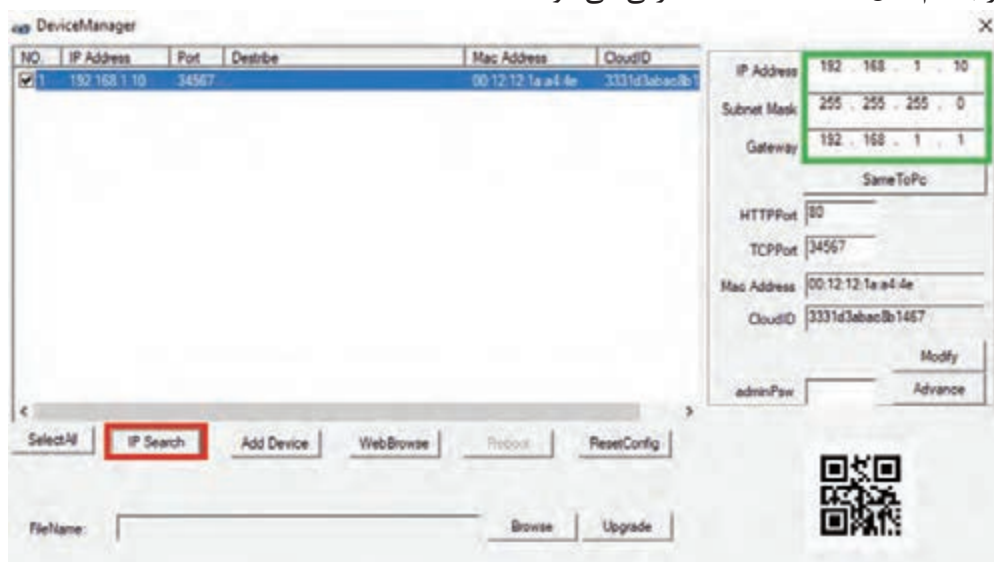 DeviceManager
NO. IP Address Port Destribe Mac Address CloudID
1 192.168.1.10 34567 00:12:12:1a:a4:4e 3331d3abac8b1
IP Address 192 . 168 . 1 . 10
Subnet Mask 255 . 255 . 255 . 0
Gateway 192 . 168 . 1 . 1
SameToPc
HTTPPort 80
TCPPort 34567
Mac Address 00:12:12:1a:a4:4e
CloudID 3331d3abac8b1467
Modify
adminPsw Advance
SelectAll IP Search Add Device WebBrowse Reboot ResetConfig
FileName: Browse Upgrade